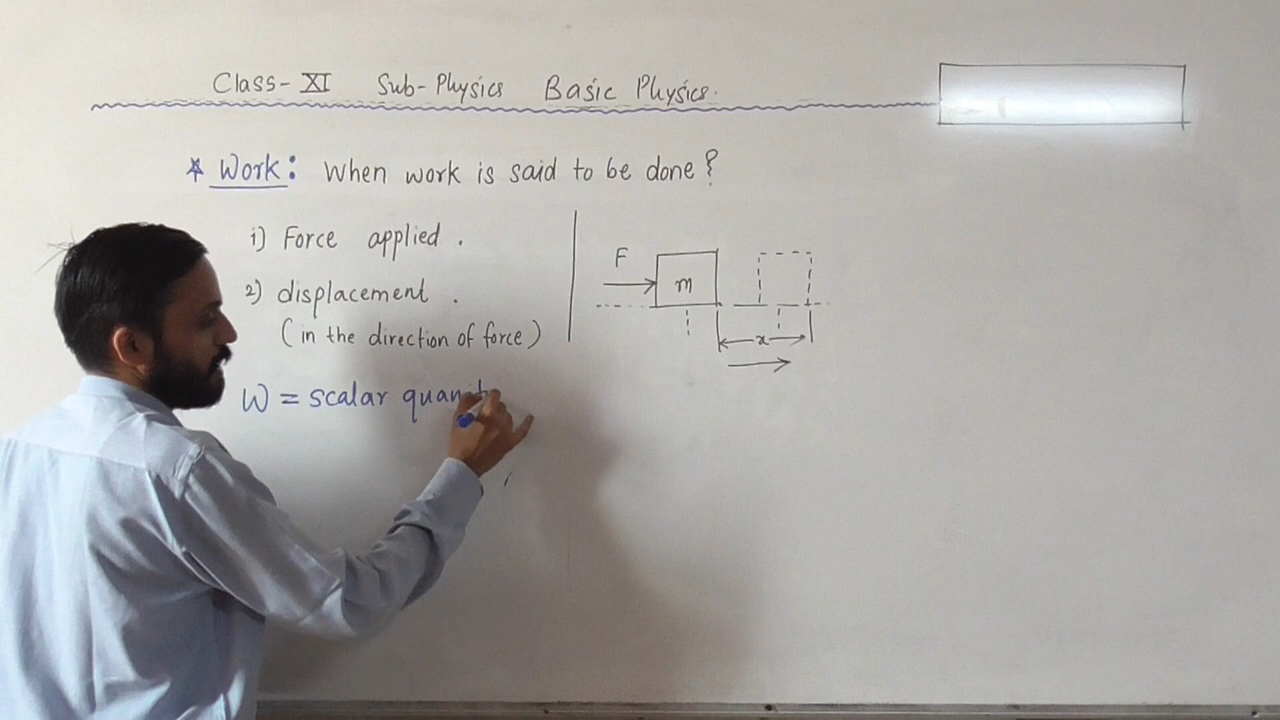 Class-XI Sub-Physics Basic Physics.
* Work: When work is said to be done?
1) Force applied.
2) displacement.
(in the direction of force)
W = scalar
F
m
x